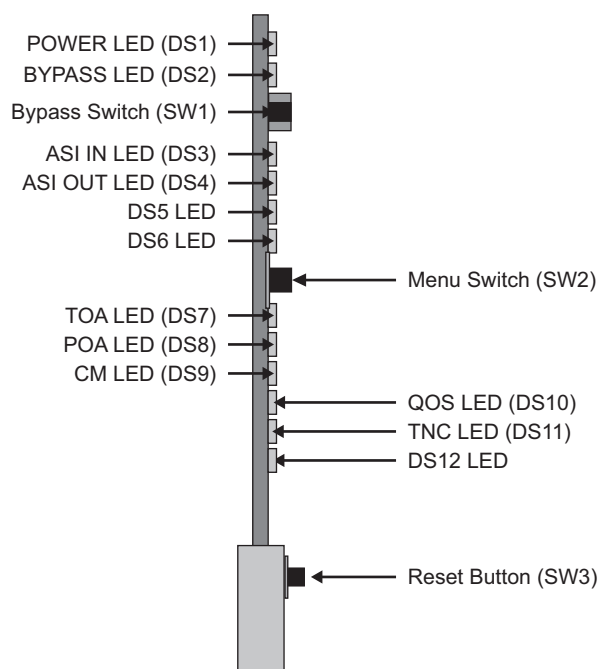 POWER LED (DS1)
BYPASS LED (DS2)
Bypass Switch (SW1)
ASI IN LED (DS3)
ASI OUT LED (DS4)
DS5 LED
DS6 LED
Menu Switch (SW2)
TOA LED (DS7)
POA LED (DS8)
CM LED (DS9)
QOS LED (DS10)
TNC LED (DS11)
DS12 LED
Reset Button (SW3)